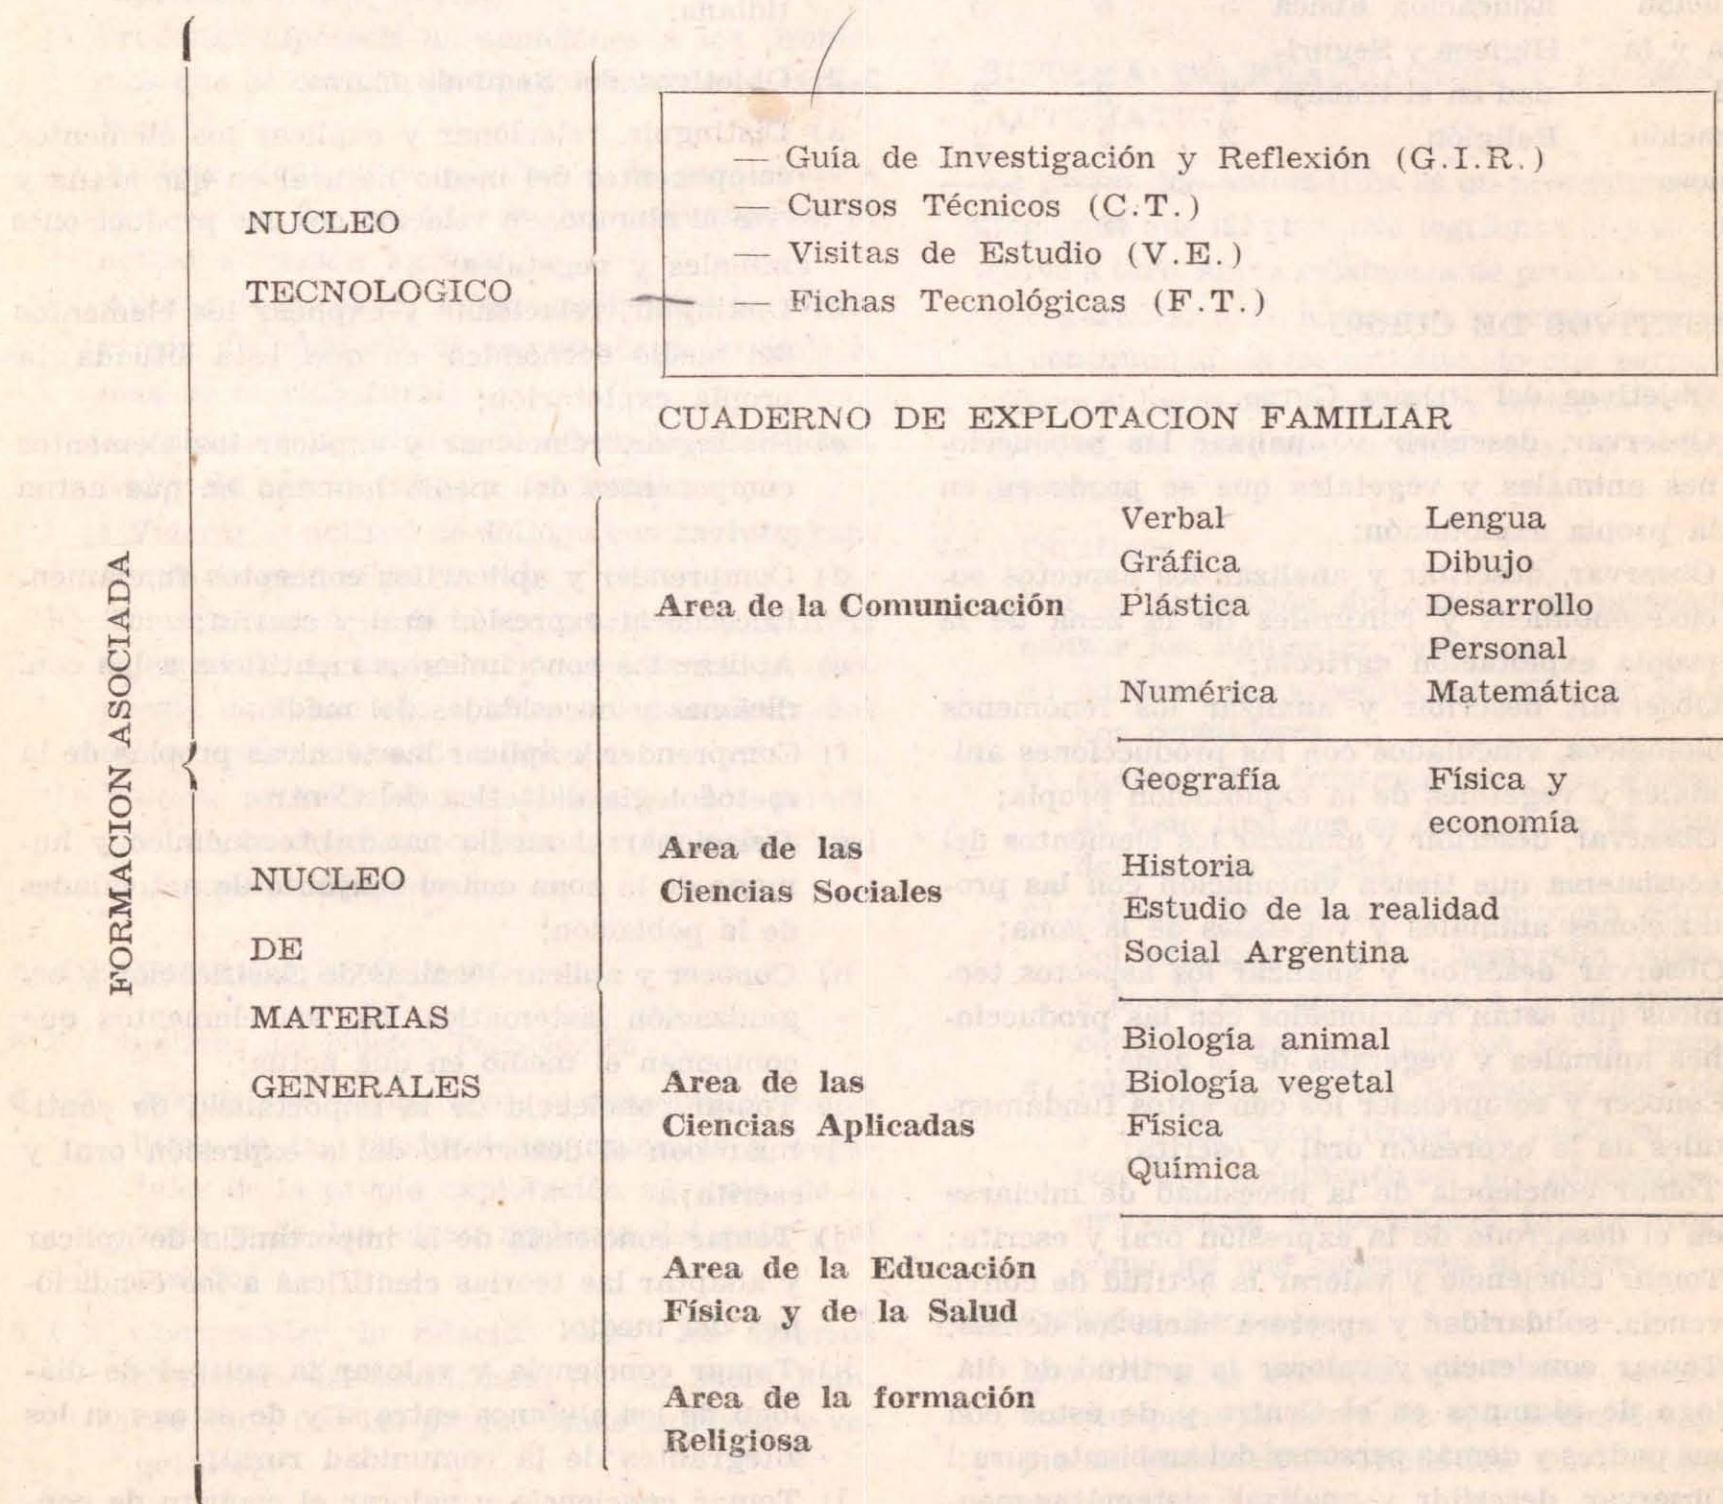 FORMACION ASOCIADA
NUCLEO
TECNOLOGICO
— Guía de Investigación y Reflexión (G.I.R.)
— Cursos Técnicos (C.T.)
— Visitas de Estudio (V.E.)
— Fichas Tecnológicas (F.T.)
CUADERNO DE EXPLOTACION FAMILIAR
NUCLEO
DE
MATERIAS
GENERALES
Area de la Comunicación
Verbal Lengua
Gráfica Dibujo
Plástica Desarrollo
Personal
Numérica Matemática
Area de las
Ciencias Sociales
Geografía Física y
economía
Historia
Estudio de la realidad
Social Argentina
Area de las
Ciencias Aplicadas
Biología animal
Biología vegetal
Física
Química
Area de la Educación
Física y de la Salud
Area de la formación
Religiosa